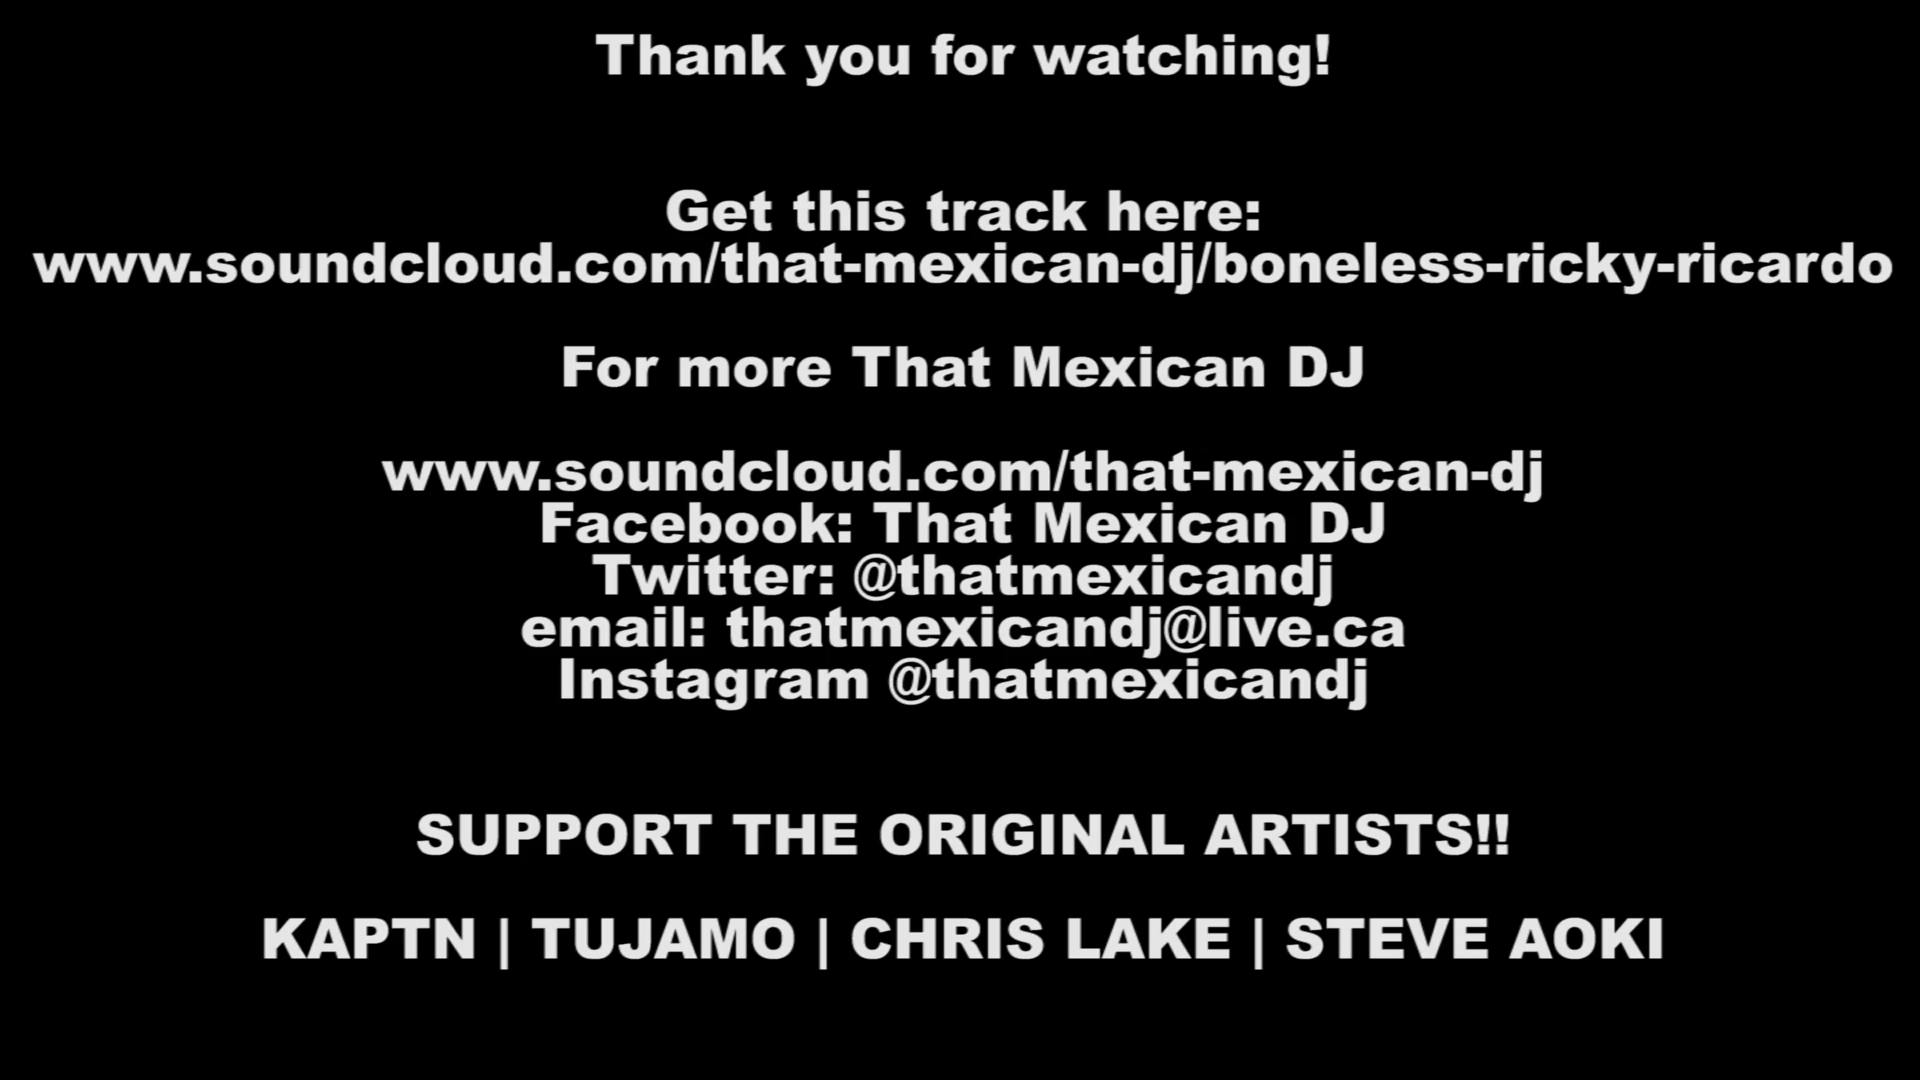 Thank you for watching!
Get this track here:
www.soundcloud.com/that-mexican-dj/boneless-ricky-ricardo
For more That Mexican DJ
www.soundcloud.com/that-mexican-dj
Facebook: That Mexican DJ
Twitter: @thatmexicandj
email: thatmexicandj@live.ca
Instagram @thatmexicandj
SUPPORT THE ORIGINAL ARTISTS!!
KAPTN | TUJAMO | CHRIS LAKE | STEVE AOKI